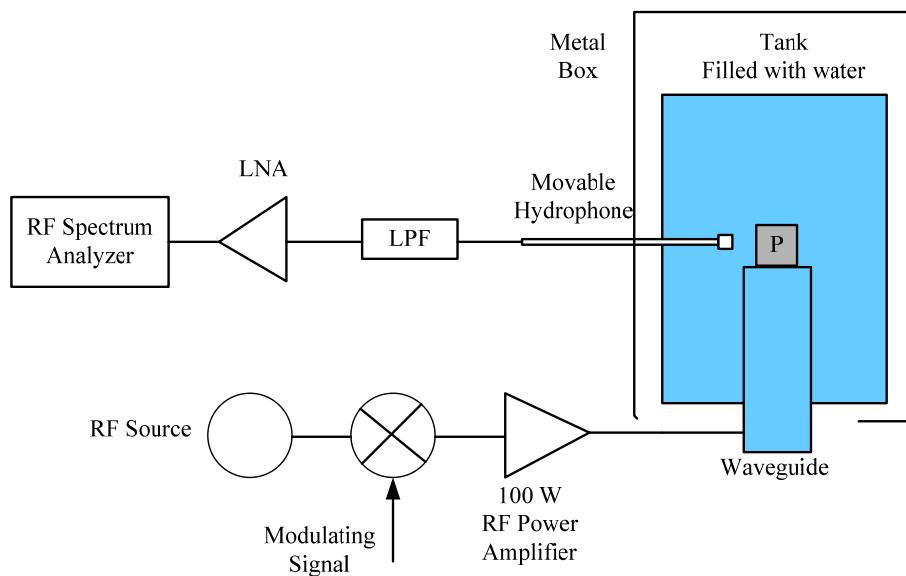 Metal
Box
Tank
Filled with water
LNA
Movable
Hydrophone
RF Spectrum
Analyzer
LPF
P
RF Source
Waveguide
100 W
RF Power
Amplifier
Modulating
Signal